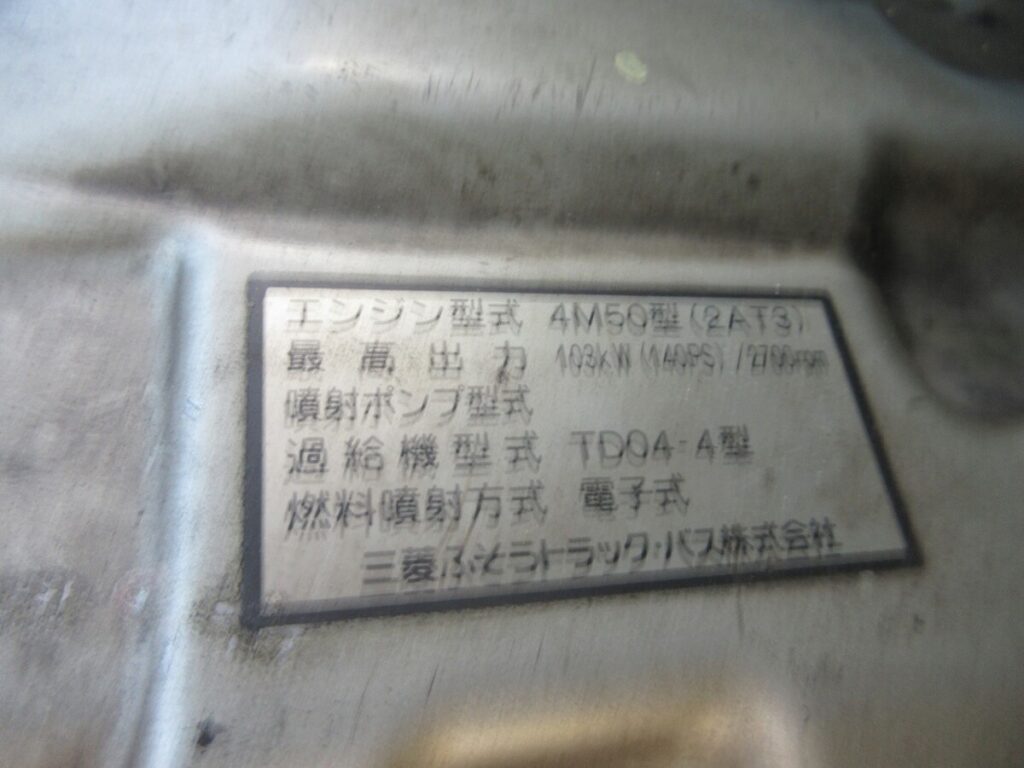 エンジン型式 4M50型(2AT3)
最高出力 103kW(140PS)/2700rpm
噴射ポンプ型式
過給機型式 TD04-4型
燃料噴射方式 電子式
三菱ふそうトラック・バス株式会社